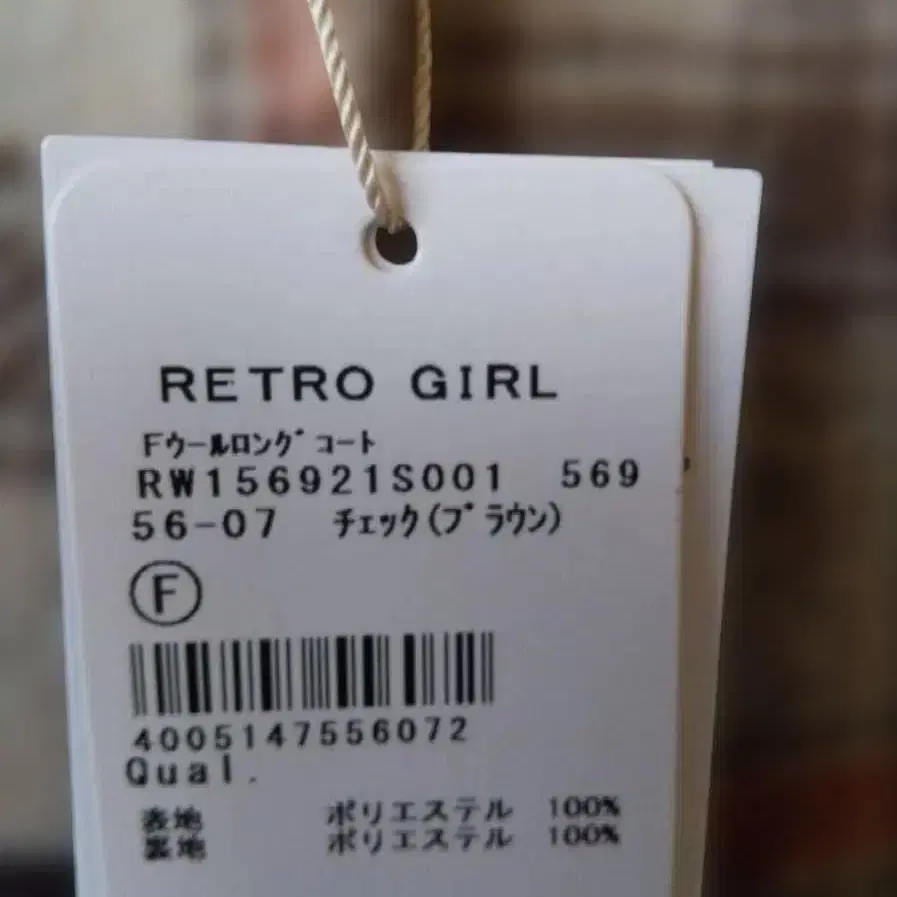 RETRO GIRL
Fウールロングコート
RW156921S001 569
56-07 チェック(ブラウン)
F
4005147556072
Qual.
表地 ポリエステル 100%
裏地 ポリエステル 100%